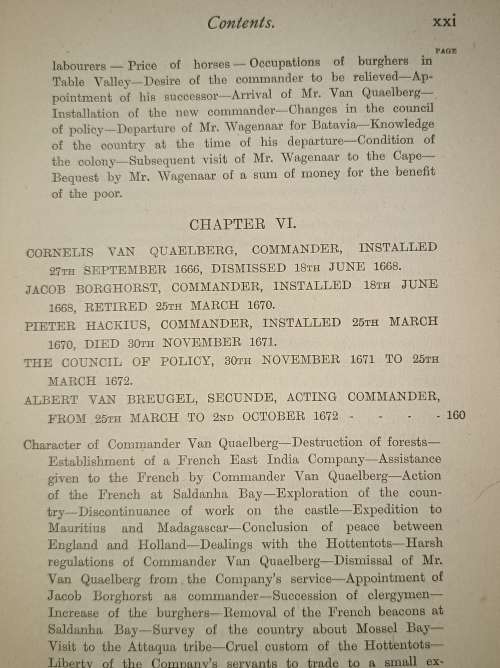 Contents. xxi
PAGE
labourers — Price of horses — Occupations of burghers in
Table Valley—Desire of the commander to be relieved—Ap-
pointment of his successor—Arrival of Mr. Van Quaelberg—
Installation of the new commander—Changes in the council
of policy—Departure of Mr. Wagenaar for Batavia—Knowledge
of the country at the time of his departure—Condition of
the colony—Subsequent visit of Mr. Wagenaar to the Cape—
Bequest by Mr. Wagenaar of a sum of money for the benefit
of the poor.
CHAPTER VI.
CORNELIS VAN QUAELBERG, COMMANDER, INSTALLED
27TH SEPTEMBER 1666, DISMISSED 18TH JUNE 1668.
JACOB BORGHORST, COMMANDER, INSTALLED 18TH JUNE
1668, RETIRED 25TH MARCH 1670.
PIETER HACKIUS, COMMANDER, INSTALLED 25TH MARCH
1670, DIED 30TH NOVEMBER 1671.
THE COUNCIL OF POLICY, 30TH NOVEMBER 1671 TO 25TH
MARCH 1672.
ALBERT VAN BREUGEL, SECUNDE, ACTING COMMANDER,
FROM 25TH MARCH TO 2ND OCTOBER 1672 - - - - 160
Character of Commander Van Quaelberg—Destruction of forests—
Establishment of a French East India Company—Assistance
given to the French by Commander Van Quaelberg—Action
of the French at Saldanha Bay—Exploration of the coun-
try—Discontinuance of work on the castle—Expedition to
Mauritius and Madagascar—Conclusion of peace between
England and Holland—Dealings with the Hottentots—Harsh
regulations of Commander Van Quaelberg—Dismissal of Mr.
Van Quaelberg from the Company's service—Appointment of
Jacob Borghorst as commander—Succession of clergymen—
Increase of the burghers—Removal of the French beacons at
Saldanha Bay—Survey of the country about Mossel Bay—
Visit to the Attaqua tribe—Cruel custom of the Hottentots—
Liberty of the Company's servants to trade to a small ex-